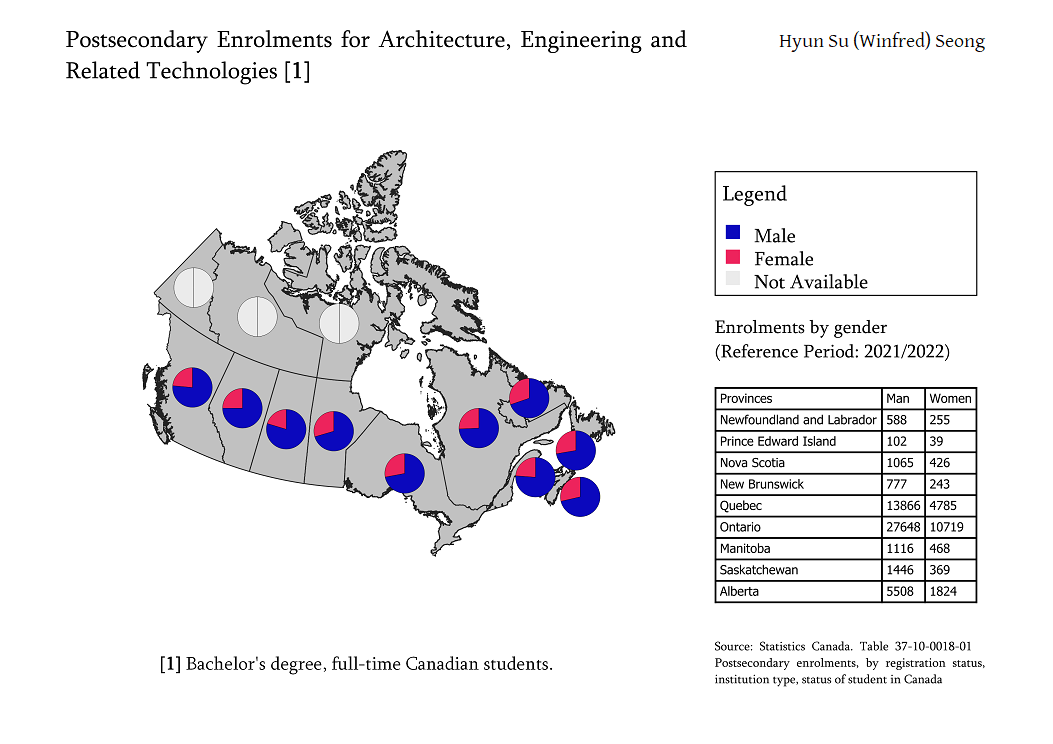 Postsecondary Enrolments for Architecture, Engineering and
Related Technologies [1]
Hyun Su (Winfred) Seong
Legend
Male
Female
Not Available
Enrolments by gender
(Reference Period: 2021/2022)
Provinces Man Women
Newfoundland and Labrador 588 255
Prince Edward Island 102 39
Nova Scotia 1065 426
New Brunswick 777 243
Quebec 13866 4785
Ontario 27648 10719
Manitoba 1116 468
Saskatchewan 1446 369
Alberta 5508 1824
Source: Statistics Canada. Table 37-10-0018-01
Postsecondary enrolments, by registration status,
institution type, status of student in Canada
[1] Bachelor's degree, full-time Canadian students.